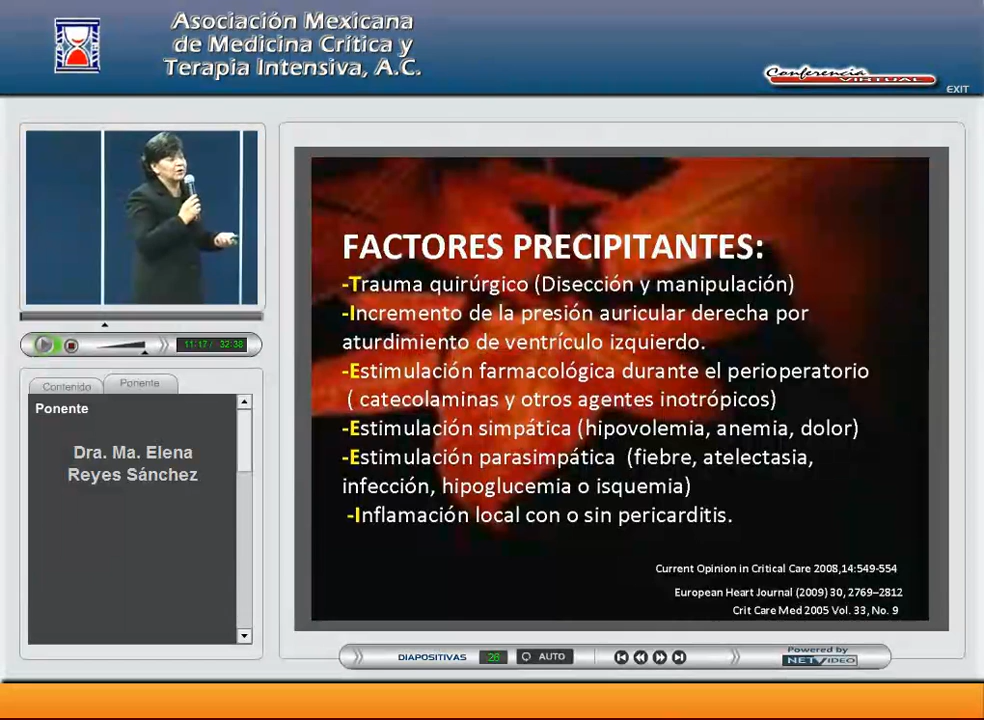 Asociación Mexicana
de Medicina Crítica y
Terapia Intensiva, A.C.
Conferencia
VIRTUAL
EXIT
FACTORES PRECIPITANTES:
-Trauma quirúrgico (Disección y manipulación)
-Incremento de la presión auricular derecha por
aturdimiento de ventrículo izquierdo.
-Estimulación farmacológica durante el perioperatorio
( catecolaminas y otros agentes inotrópicos)
-Estimulación simpática (hipovolemia, anemia, dolor)
-Estimulación parasimpática (fiebre, atelectasia,
infección, hipoglucemia o isquemia)
-Inflamación local con o sin pericarditis.
Current Opinion in Critical Care 2008,14:549-554
European Heart Journal (2009) 30, 2769–2812
Crit Care Med 2005 Vol. 33, No. 9
11:17 / 32:38
Contenido
Ponente
Ponente
Dra. Ma. Elena
Reyes Sánchez
DIAPOSITIVAS 26 AUTO
Powered by
NETVIDEO